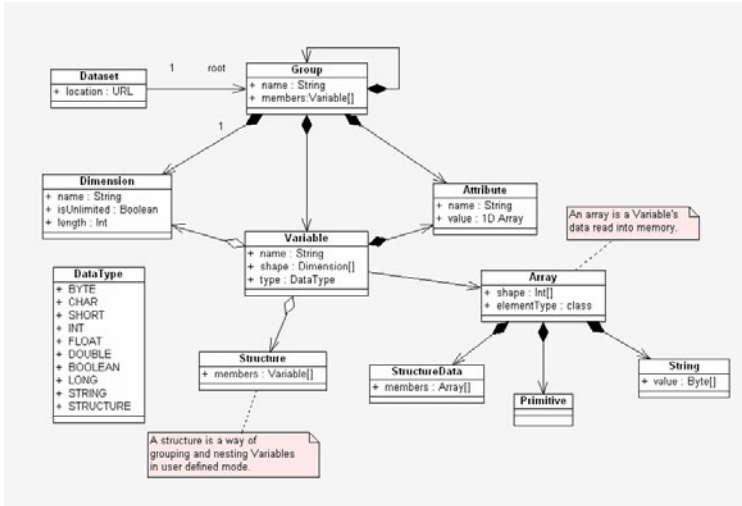 1
root
Dataset
+ location : URL
Group
+ name : String
+ members:Variable[]
1
Dimension
+ name : String
+ isUnlimited : Boolean
+ length : Int
Attribute
+ name : String
+ value : 1D Array
An array is a Variable's
data read into memory.
Variable
+ name : String
+ shape : Dimension[]
+ type : DataType
DataType
+ BYTE
+ CHAR
+ SHORT
+ INT
+ FLOAT
+ DOUBLE
+ BOOLEAN
+ LONG
+ STRING
+ STRUCTURE
Array
+ shape : Int[]
+ elementType : class
Structure
+ members : Variable[]
StructureData
+ members : Array[]
Primitive
String
+ value : Byte[]
A structure is a way of
grouping and nesting Variables
in user defined mode.